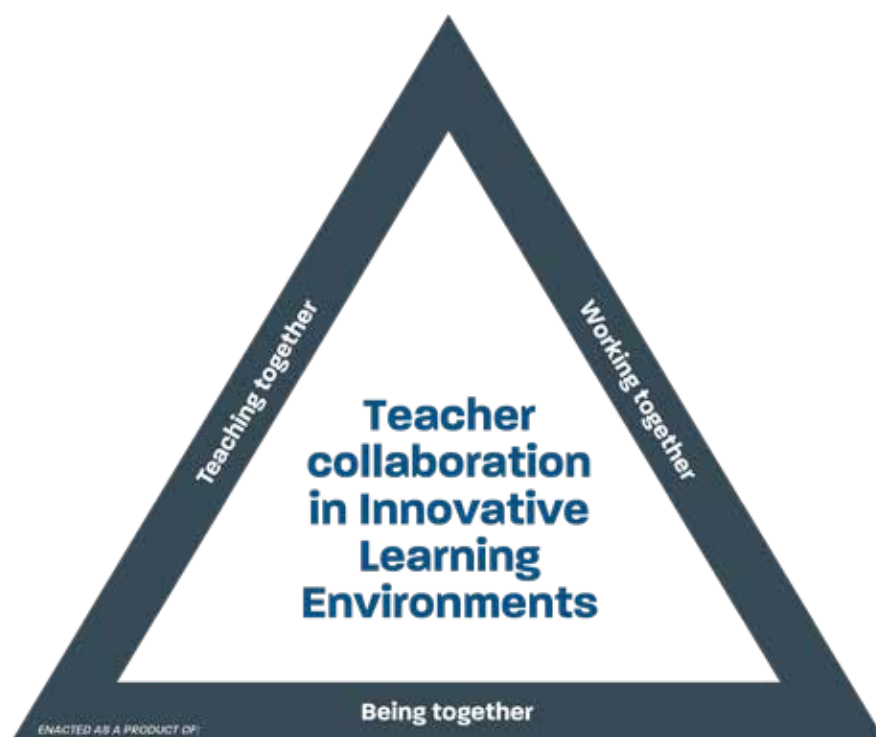 Teaching together
Working together
Teacher
collaboration
in Innovative
Learning
Environments
Being together
ENACTED AS A PRODUCT OF: